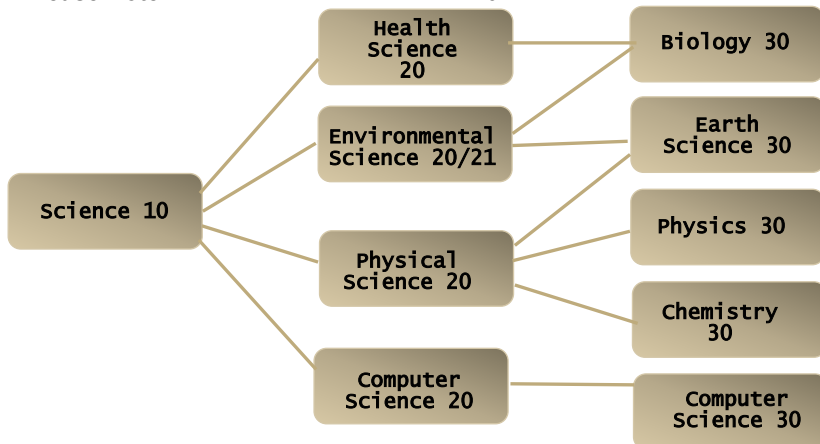 Health
Science
20
Biology 30
Environmental
Science 20/21
Earth
Science 30
Science 10
Physics 30
Physical
Science 20
Chemistry
30
Computer
Science 20
Computer
Science 30